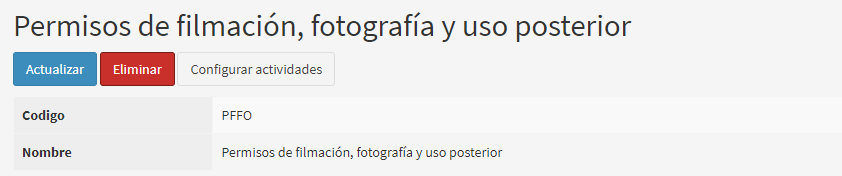 Permisos de filmación, fotografía y uso posterior
Actualizar Eliminar Configurar actividades
Codigo PFFO
Nombre Permisos de filmación, fotografía y uso posterior